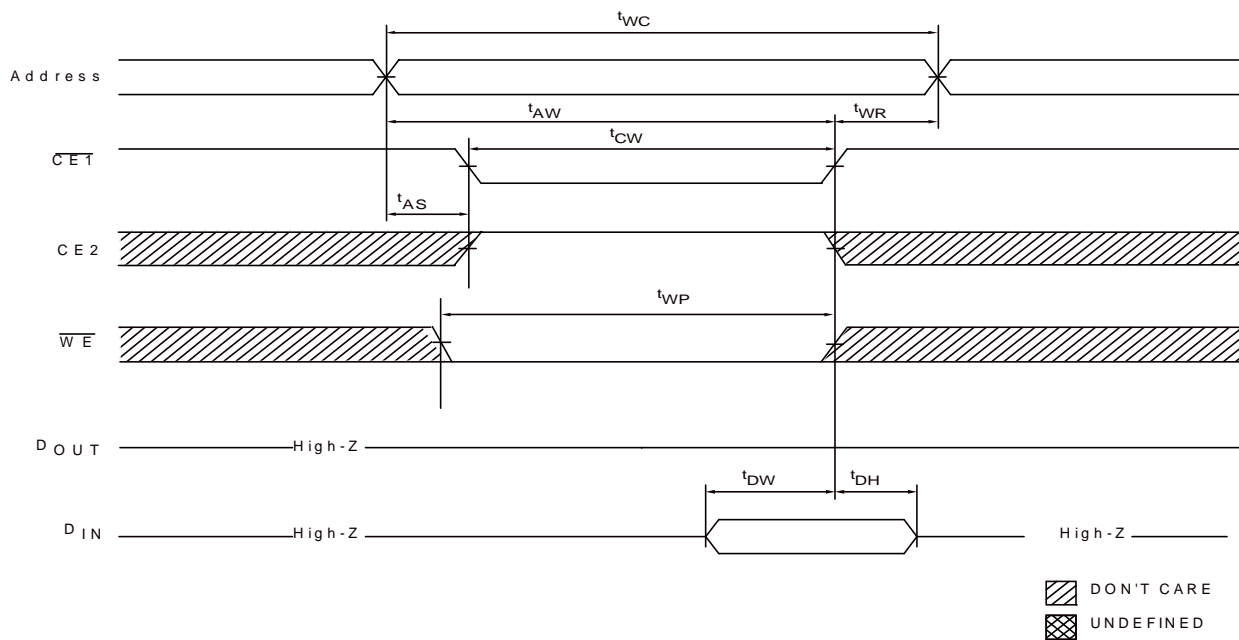 tWC
Address
tAW
tWR
tCW
CE1
tAS
CE2
tWP
WE
DOUT
High-Z
tDW
tDH
DIN
High-Z
High-Z
DON'T CARE
UNDEFINED